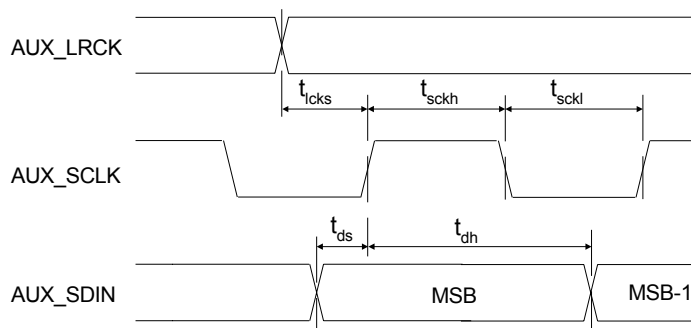 AUX_LRCK
t_lcks t_sckh t_sckl
AUX_SCLK
t_ds t_dh
AUX_SDIN MSB MSB-1